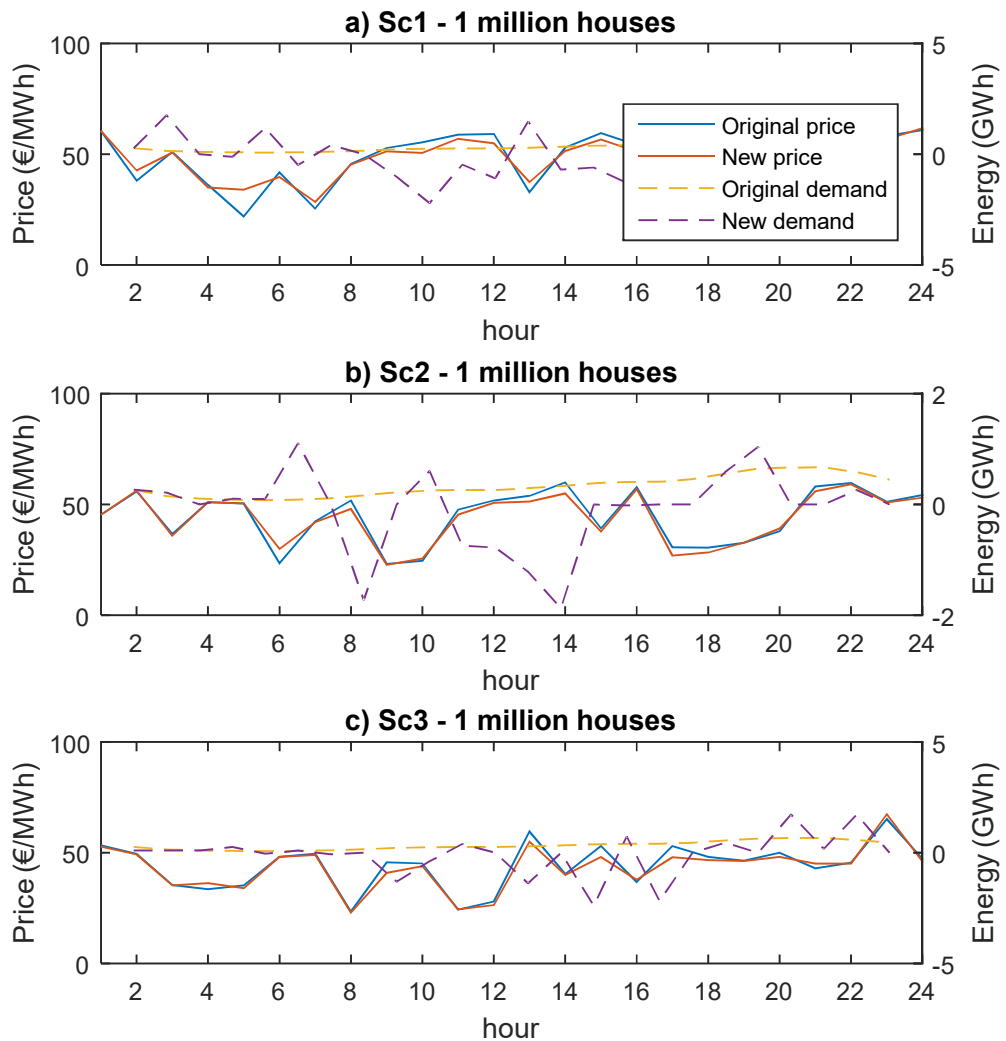 a) Sc1 - 1 million houses
100
50
0
Price (€/MWh)
5
0
-5
Energy (GWh)
Original price
New price
Original demand
New demand
2 4 6 8 10 12 14 16 18 20 22 24
hour
b) Sc2 - 1 million houses
100
50
0
Price (€/MWh)
2
0
-2
Energy (GWh)
2 4 6 8 10 12 14 16 18 20 22 24
hour
c) Sc3 - 1 million houses
100
50
0
Price (€/MWh)
5
0
-5
Energy (GWh)
2 4 6 8 10 12 14 16 18 20 22 24
hour